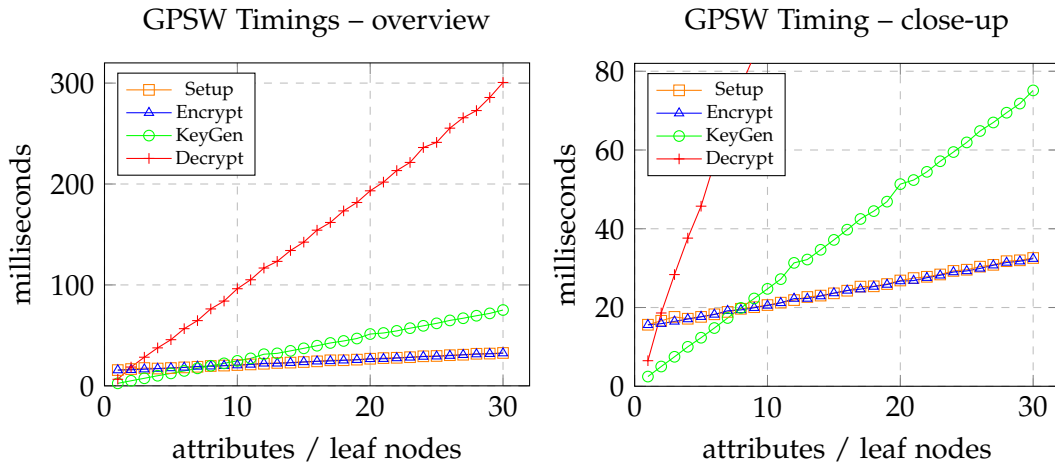 GPSW Timings – overview
300
200
100
0
10
20
30
milliseconds
attributes / leaf nodes
Setup
Encrypt
KeyGen
Decrypt
GPSW Timing – close-up
80
60
40
20
0
10
20
30
milliseconds
attributes / leaf nodes
Setup
Encrypt
KeyGen
Decrypt